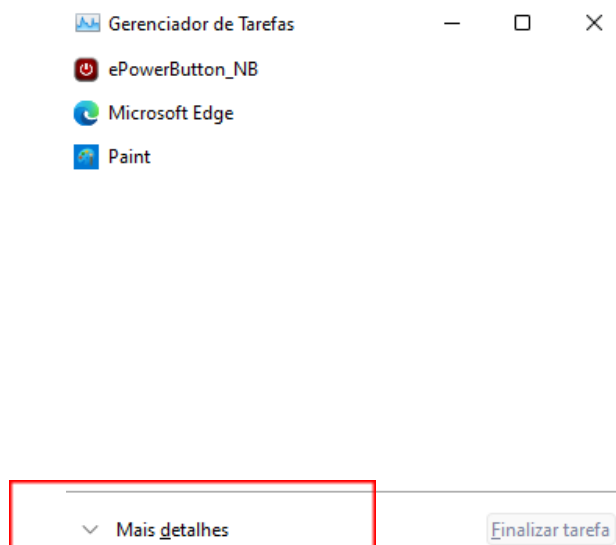 Gerenciador de Tarefas
ePowerButton_NB
Microsoft Edge
Paint
Mais detalhes
Finalizar tarefa